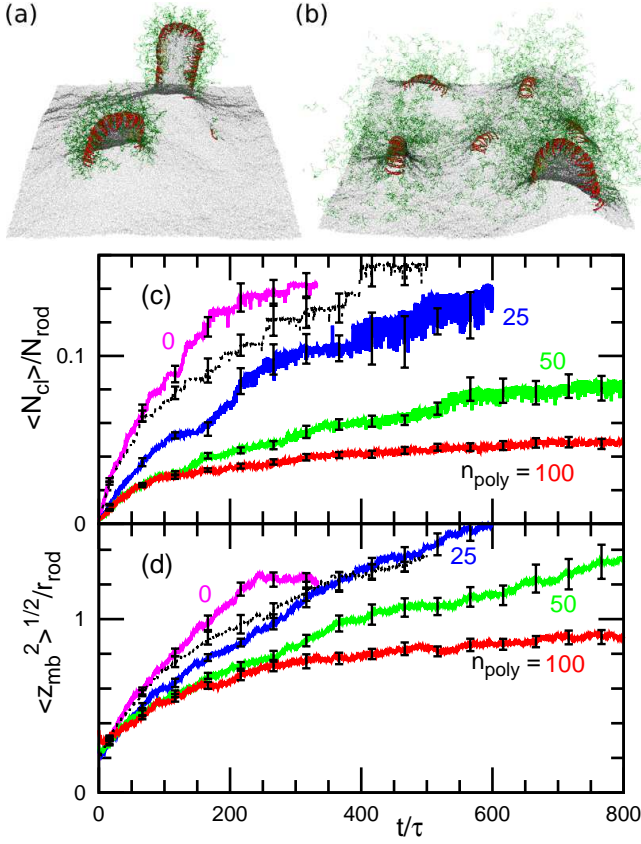 (a)
(b)
(c)
0
25
50
n_poly = 100
<N_cl>/N_rod
0.1
0
(d)
0
25
50
n_poly = 100
<z_mb^2>^1/2/r_rod
1
0
0 200 400 600 800
t/τ